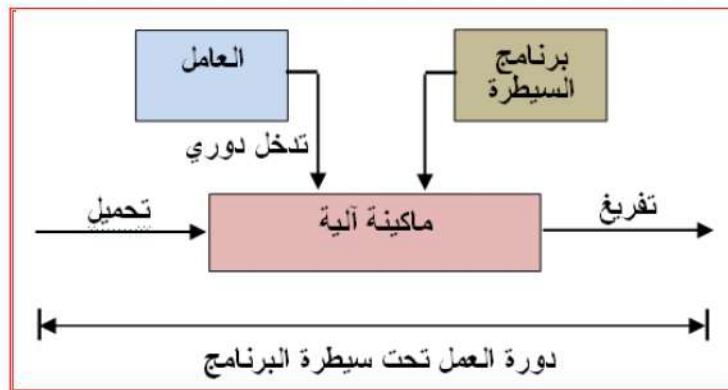 العامل
برنامج
السيطرة
تدخل دوري
تحميل
ماكينة آلية
تفريغ
دورة العمل تحت سيطرة البرنامج